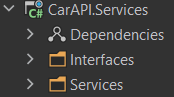 CarAPI.Services
Dependencies
Interfaces
Services